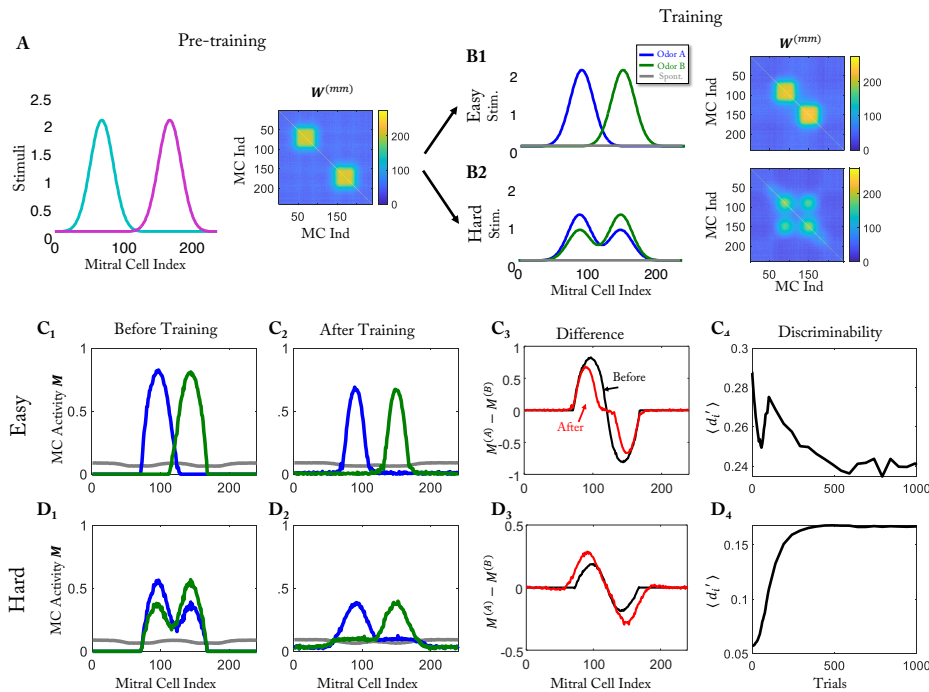 Training
A
Pre-training
W(mm)
Stimuli
2.5
2
1.5
1
0.5
0
0
100
200
Mitral Cell Index
MC Ind
50
100
150
200
50
150
MC Ind
200
100
0
B1
Easy
Stim.
2
1
0
Odor A
Odor B
Spont.
W(mm)
MC Ind
50
100
150
200
200
100
0
B2
Hard
Stim.
2
1
0
0
100
200
Mitral Cell Index
MC Ind
50
100
150
200
50
150
MC Ind
200
100
0
C1
Before Training
Easy
MC Activity M
1
0.5
0
0
100
200
C2
After Training
1
0.5
0
0
100
200
C3
Difference
M(A) − M(B)
1
0.5
0
-0.5
-1
Before
After
0
100
200
C4
Discriminability
⟨ di′ ⟩
0.3
0.28
0.26
0.24
0
500
1000
D1
Hard
MC Activity M
1
0.5
0
0
100
200
Mitral Cell Index
D2
1
0.5
0
0
100
200
Mitral Cell Index
D3
M(A) − M(B)
0.5
0
-0.5
0
100
200
Mitral Cell Index
D4
⟨ di′ ⟩
0.15
0.1
0.05
0
500
1000
Trials